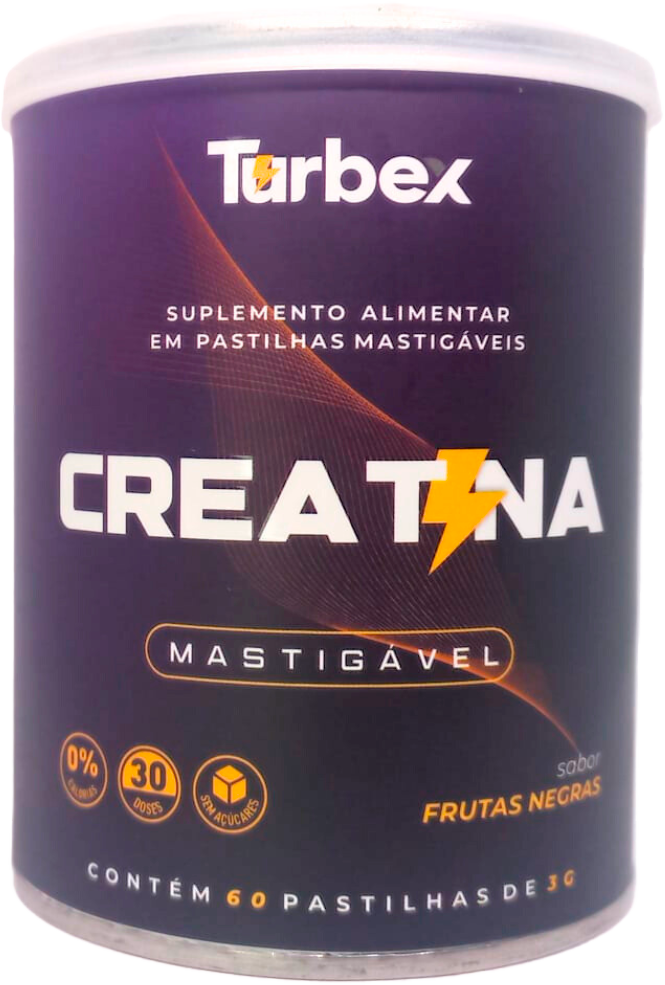 Turbex
SUPLEMENTO ALIMENTAR
EM PASTILHAS MASTIGÁVEIS
CREATINA
MASTIGÁVEL
0%
CALORIAS
30
DOSES
SEM AÇÚCARES
sabor
FRUTAS NEGRAS
CONTÉM 60 PASTILHAS DE 3G